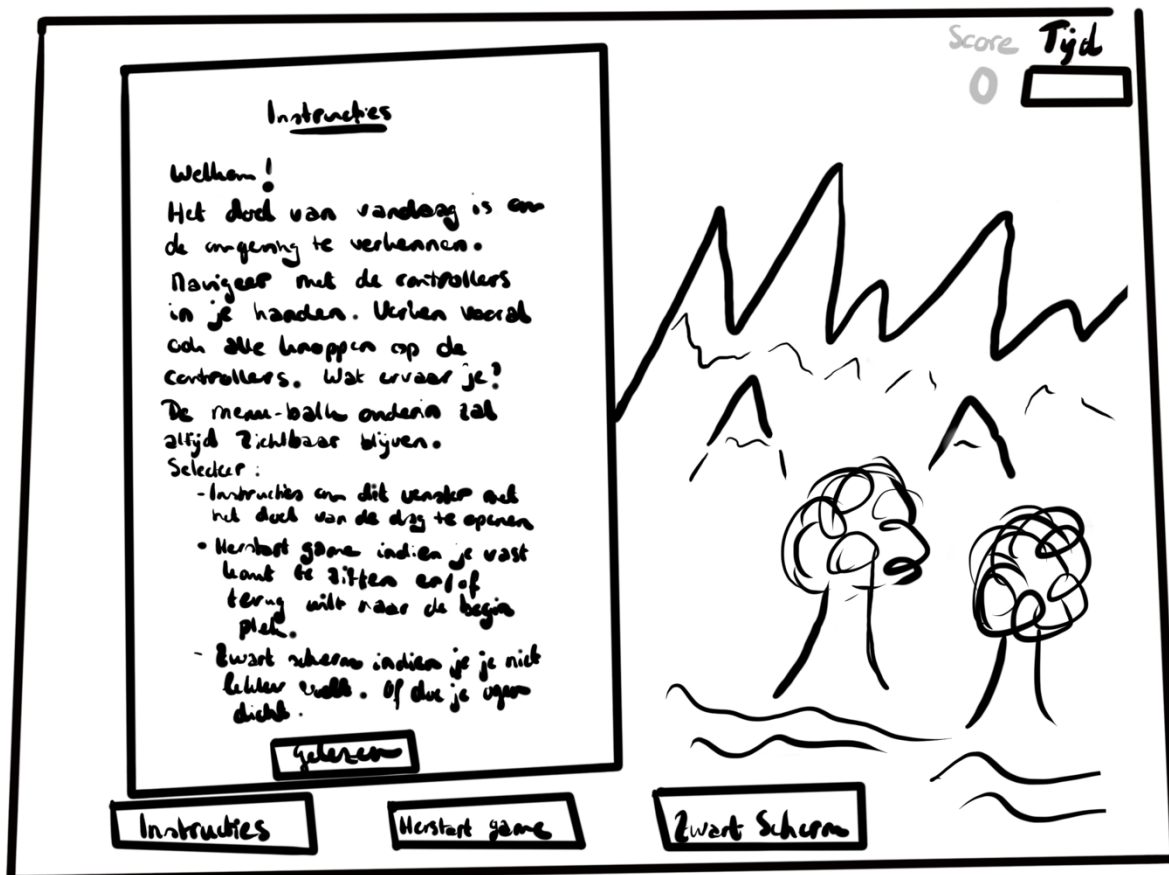 Score Tijd
0
Instructies
Welkom!
Het doel van vandaag is om
de omgeving te verkennen.
Navigeer met de controllers
in je handen. Verken vooral
ook alle knoppen op de
controllers. Wat ervaar je?
De menu-balk onderin zal
altijd zichtbaar blijven.
Selecteer:
- Instructies om dit venster met
het doel van de dag te openen
• Herstart game indien je vast
komt te zitten en/of
terug wilt naar de begin
plek.
- Zwart scherm indien je je niet
lekker voelt. Of doe je ogen
dicht.
gelezen
Instructies
Herstart game
Zwart Scherm